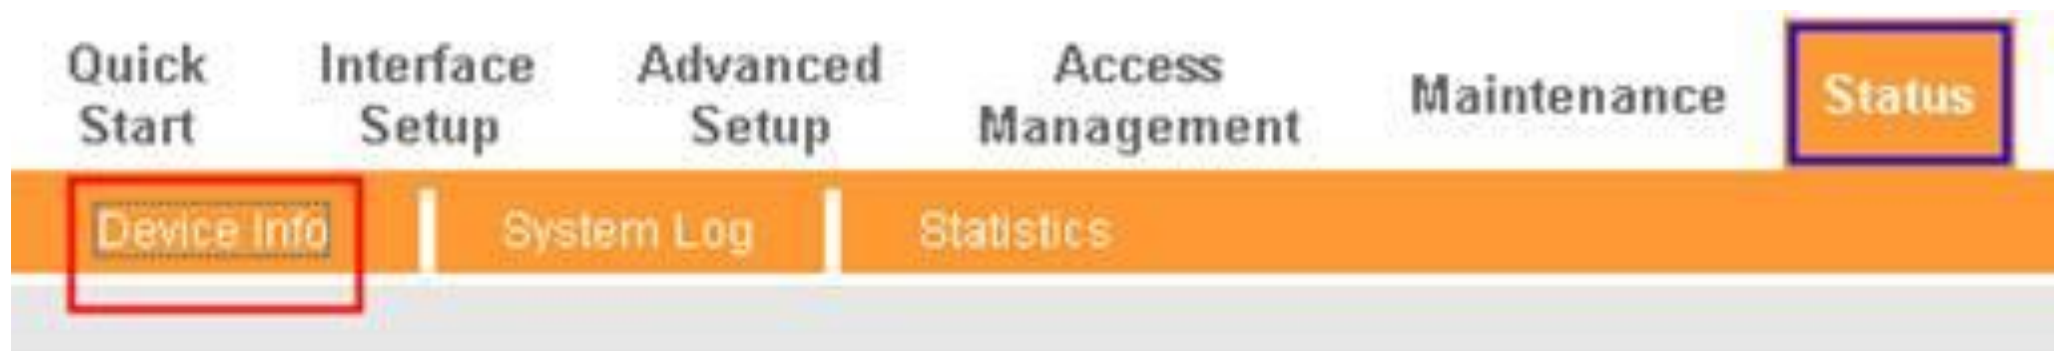 Quick Start
Interface Setup
Advanced Setup
Access Management
Maintenance
Status
Device Info
System Log
Statistics